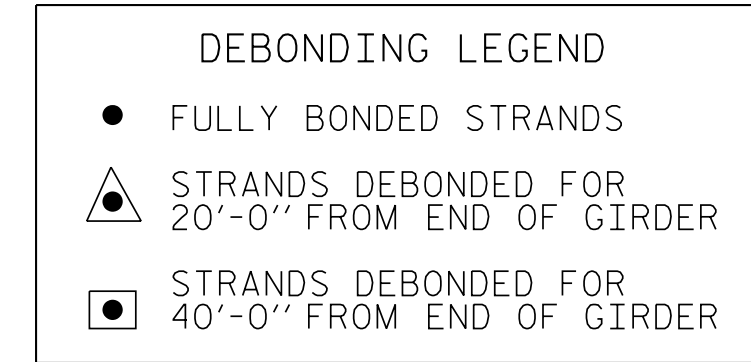 DEBONDING LEGEND
FULLY BONDED STRANDS
STRANDS DEBONDED FOR
20'-0'' FROM END OF GIRDER
STRANDS DEBONDED FOR
40'-0'' FROM END OF GIRDER